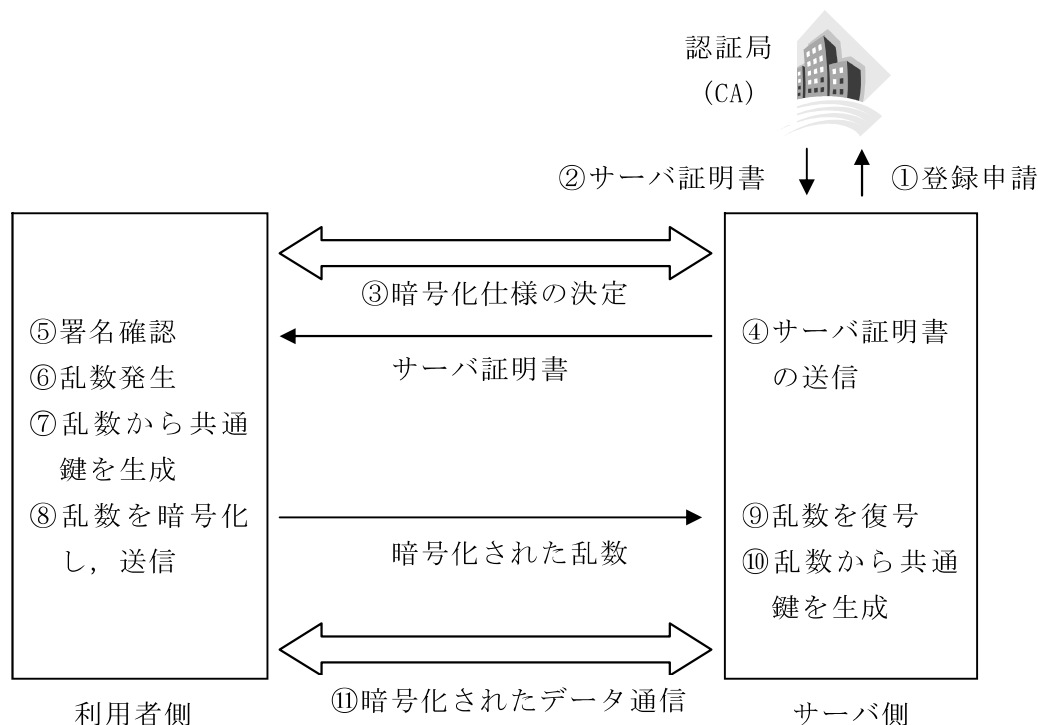 認証局
(CA)
②サーバ証明書
①登録申請
③暗号化仕様の決定
⑤署名確認
⑥乱数発生
⑦乱数から共通
鍵を生成
⑧乱数を暗号化
し，送信
サーバ証明書
④サーバ証明書
の送信
暗号化された乱数
⑨乱数を復号
⑩乱数から共通
鍵を生成
⑪暗号化されたデータ通信
利用者側
サーバ側